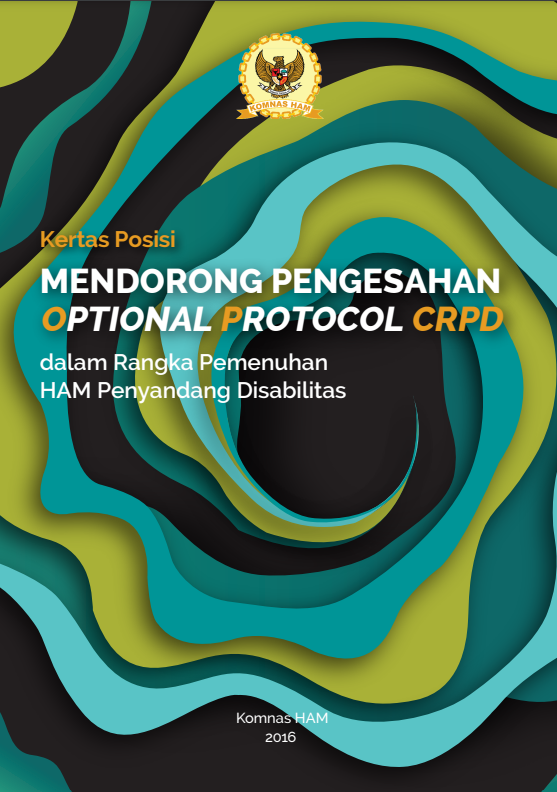 KOMNAS HAM
Kertas Posisi
MENDORONG PENGESAHAN
OPTIONAL PROTOCOL CRPD
dalam Rangka Pemenuhan
HAM Penyandang Disabilitas
Komnas HAM
2016